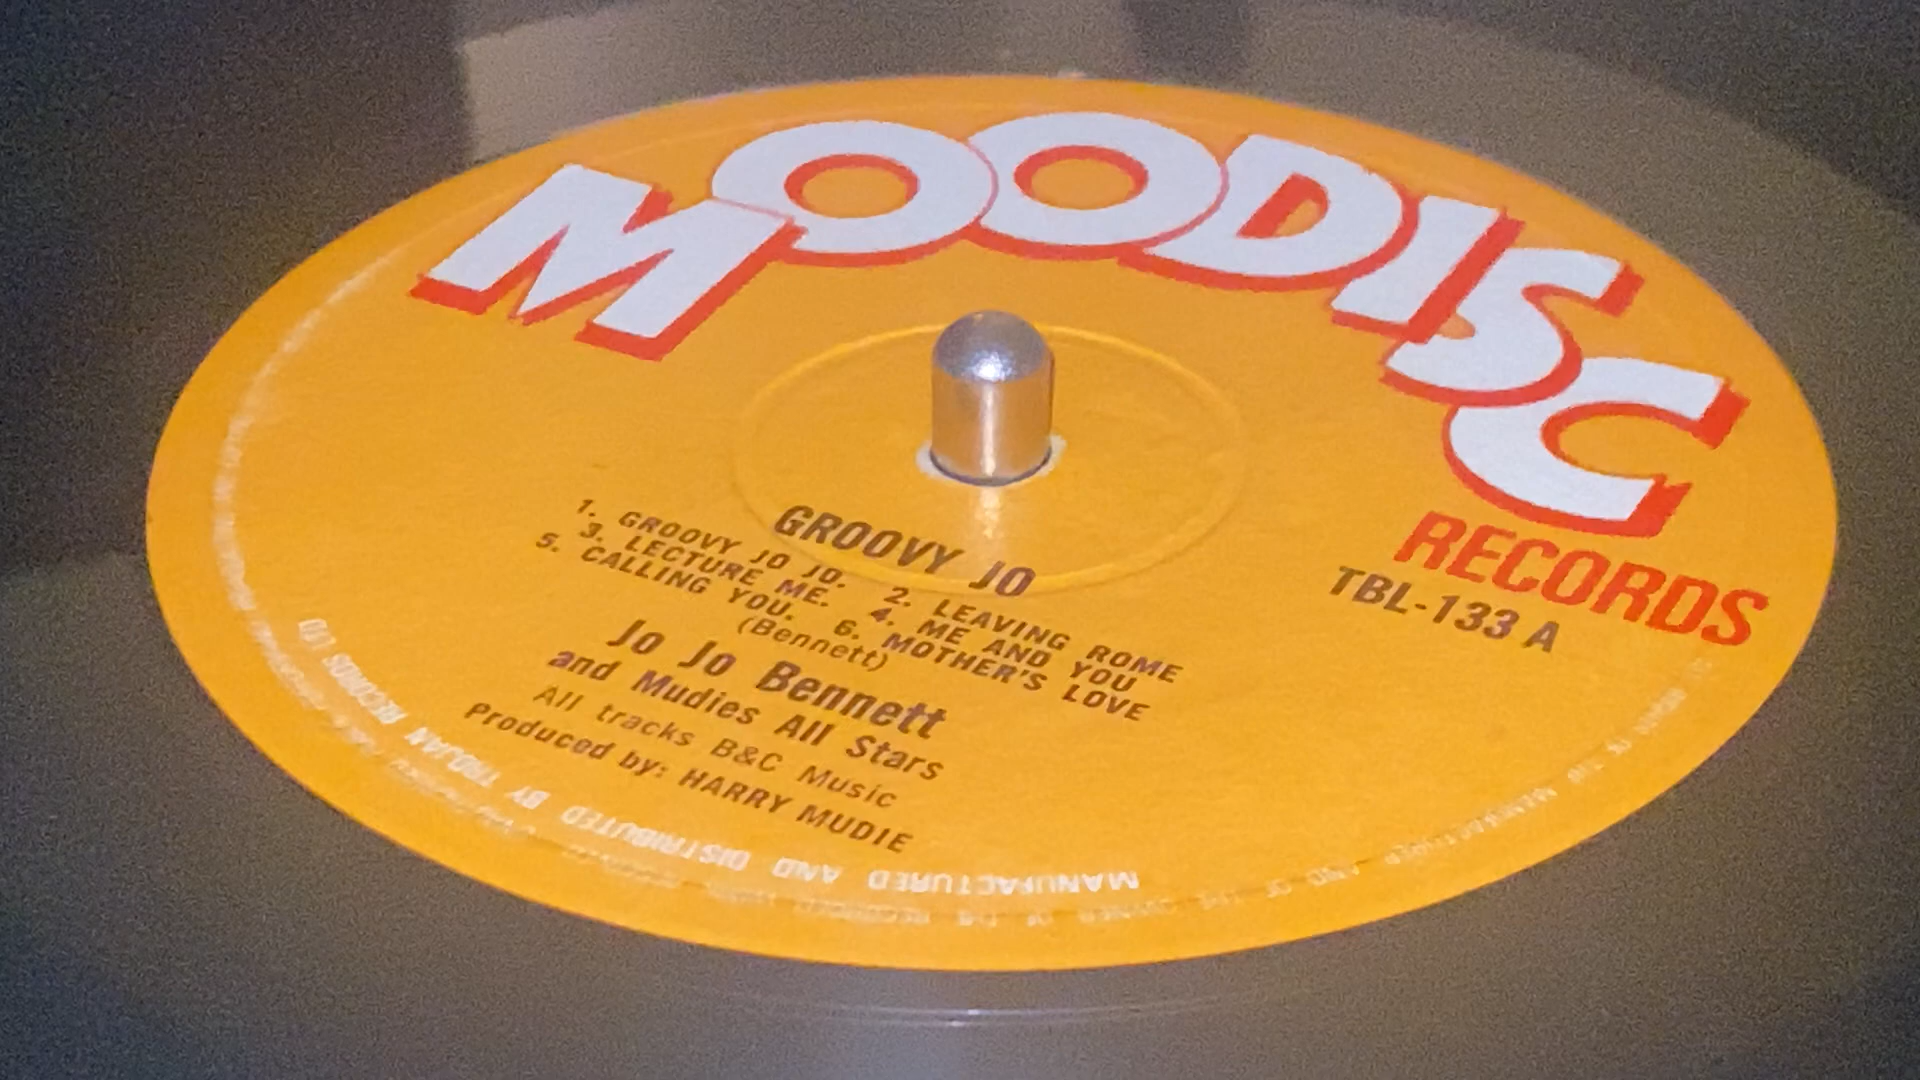 MOODISC
RECORDS
TBL-133 A
GROOVY JO
1. GROOVY JO JO. 2. LEAVING ROME
3. LECTURE ME. 4. ME AND YOU
5. CALLING YOU. 6. MOTHER'S LOVE
(Bennett)
Jo Jo Bennett
and Mudies All Stars
All tracks B&C Music
Produced by: HARRY MUDIE
MANUFACTURED AND DISTRIBUTED BY TROJAN RECORDS LTD